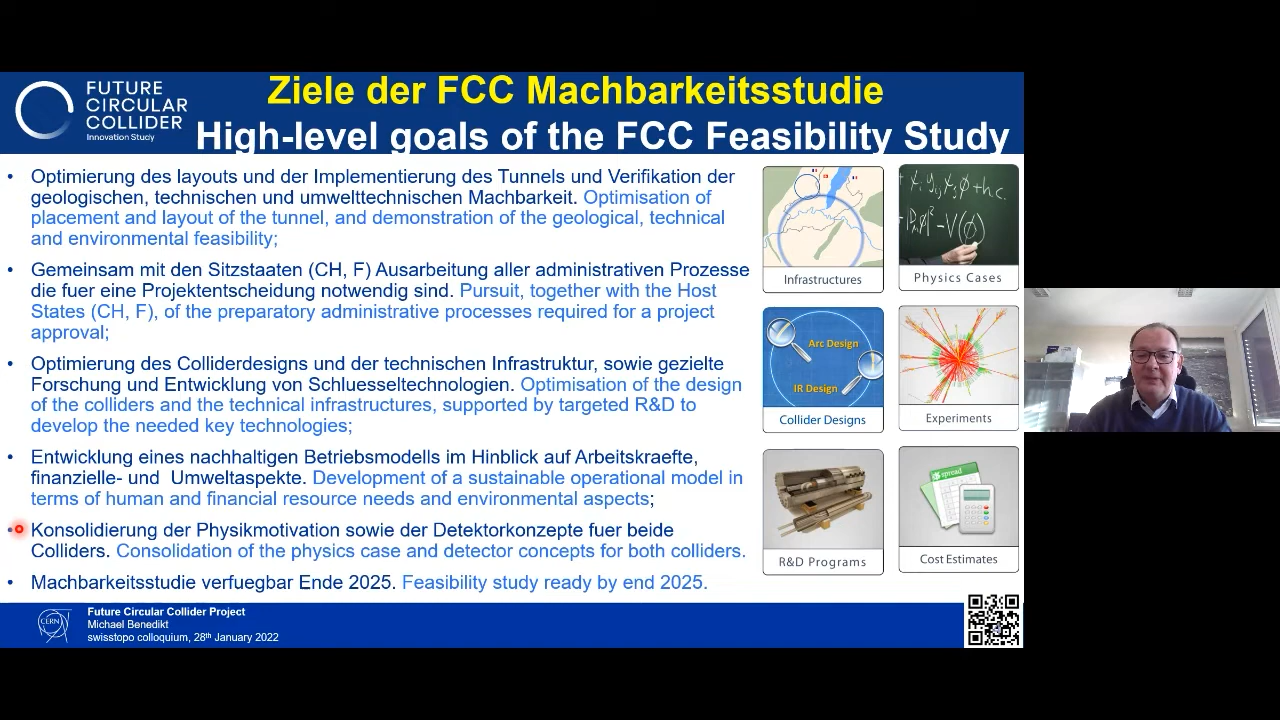 FUTURE
CIRCULAR
COLLIDER
Innovation Study
Ziele der FCC Machbarkeitsstudie
High-level goals of the FCC Feasibility Study
• Optimierung des layouts und der Implementierung des Tunnels und Verifikation der
geologischen, technischen und umwelttechnischen Machbarkeit. Optimisation of
placement and layout of the tunnel, and demonstration of the geological, technical
and environmental feasibility;
• Gemeinsam mit den Sitzstaaten (CH, F) Ausarbeitung aller administrativen Prozesse
die fuer eine Projektentscheidung notwendig sind. Pursuit, together with the Host
States (CH, F), of the preparatory administrative processes required for a project
approval;
• Optimierung des Colliderdesigns und der technischen Infrastruktur, sowie gezielte
Forschung und Entwicklung von Schluesseltechnologien. Optimisation of the design
of the colliders and the technical infrastructures, supported by targeted R&D to
develop the needed key technologies;
• Entwicklung eines nachhaltigen Betriebsmodells im Hinblick auf Arbeitskraefte,
finanzielle- und Umweltaspekte. Development of a sustainable operational model in
terms of human and financial resource needs and environmental aspects;
• Konsolidierung der Physikmotivation sowie der Detektorkonzepte fuer beide
Colliders. Consolidation of the physics case and detector concepts for both colliders.
• Machbarkeitsstudie verfuegbar Ende 2025. Feasibility study ready by end 2025.
Infrastructures
Physics Cases
Arc Design
IR Design
Collider Designs
Experiments
R&D Programs
spread
Cost Estimates
CERN
Future Circular Collider Project
Michael Benedikt
swisstopo colloquium, 28th January 2022